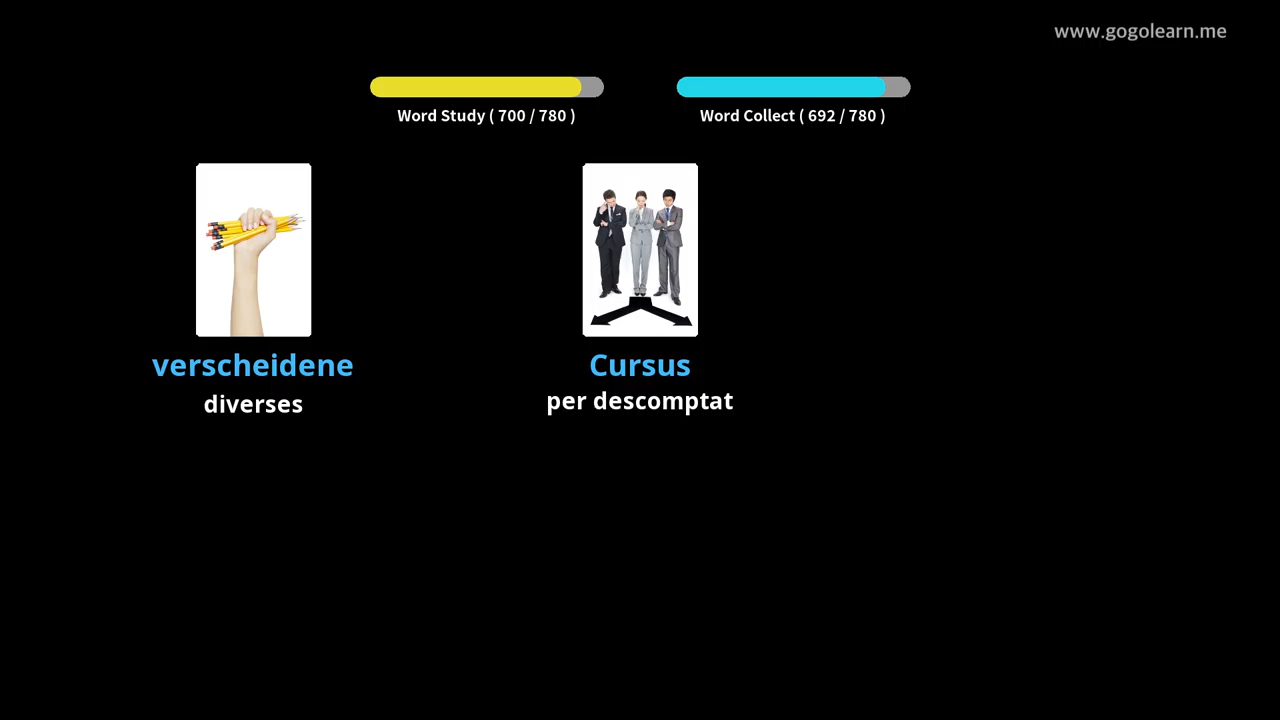 www.gogolearn.me
Word Study ( 700 / 780 )
Word Collect ( 692 / 780 )
verscheidene
diverses
Cursus
per descomptat